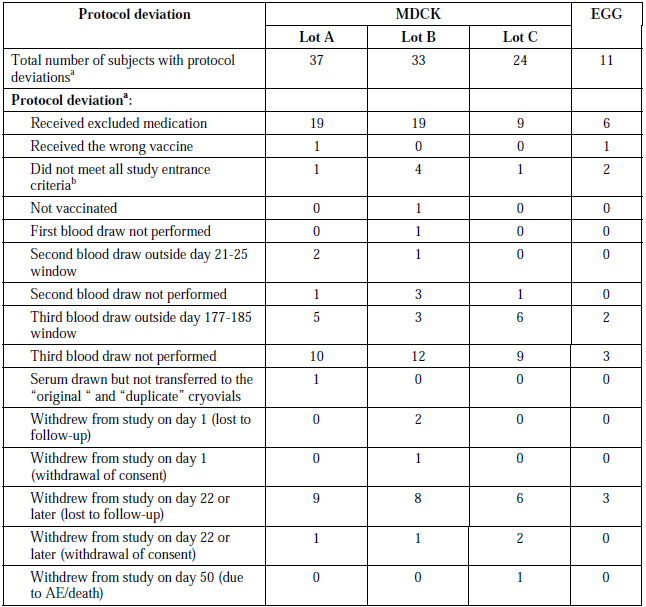 Protocol deviation MDCK EGG
Lot A Lot B Lot C
Total number of subjects with protocol 37 33 24 11
deviationsᵃ
Protocol deviationᵃ:
Received excluded medication 19 19 9 6
Received the wrong vaccine 1 0 0 1
Did not meet all study entrance 1 4 1 2
criteriaᵇ
Not vaccinated 0 1 0 0
First blood draw not performed 0 1 0 0
Second blood draw outside day 21-25 2 1 0 0
window
Second blood draw not performed 1 3 1 0
Third blood draw outside day 177-185 5 3 6 2
window
Third blood draw not performed 10 12 9 3
Serum drawn but not transferred to the 1 0 0 0
“original “ and “duplicate” cryovials
Withdrew from study on day 1 (lost to 0 2 0 0
follow-up)
Withdrew from study on day 1 0 1 0 0
(withdrawal of consent)
Withdrew from study on day 22 or 9 8 6 3
later (lost to follow-up)
Withdrew from study on day 22 or 1 1 2 0
later (withdrawal of consent)
Withdrew from study on day 50 (due 0 0 1 0
to AE/death)